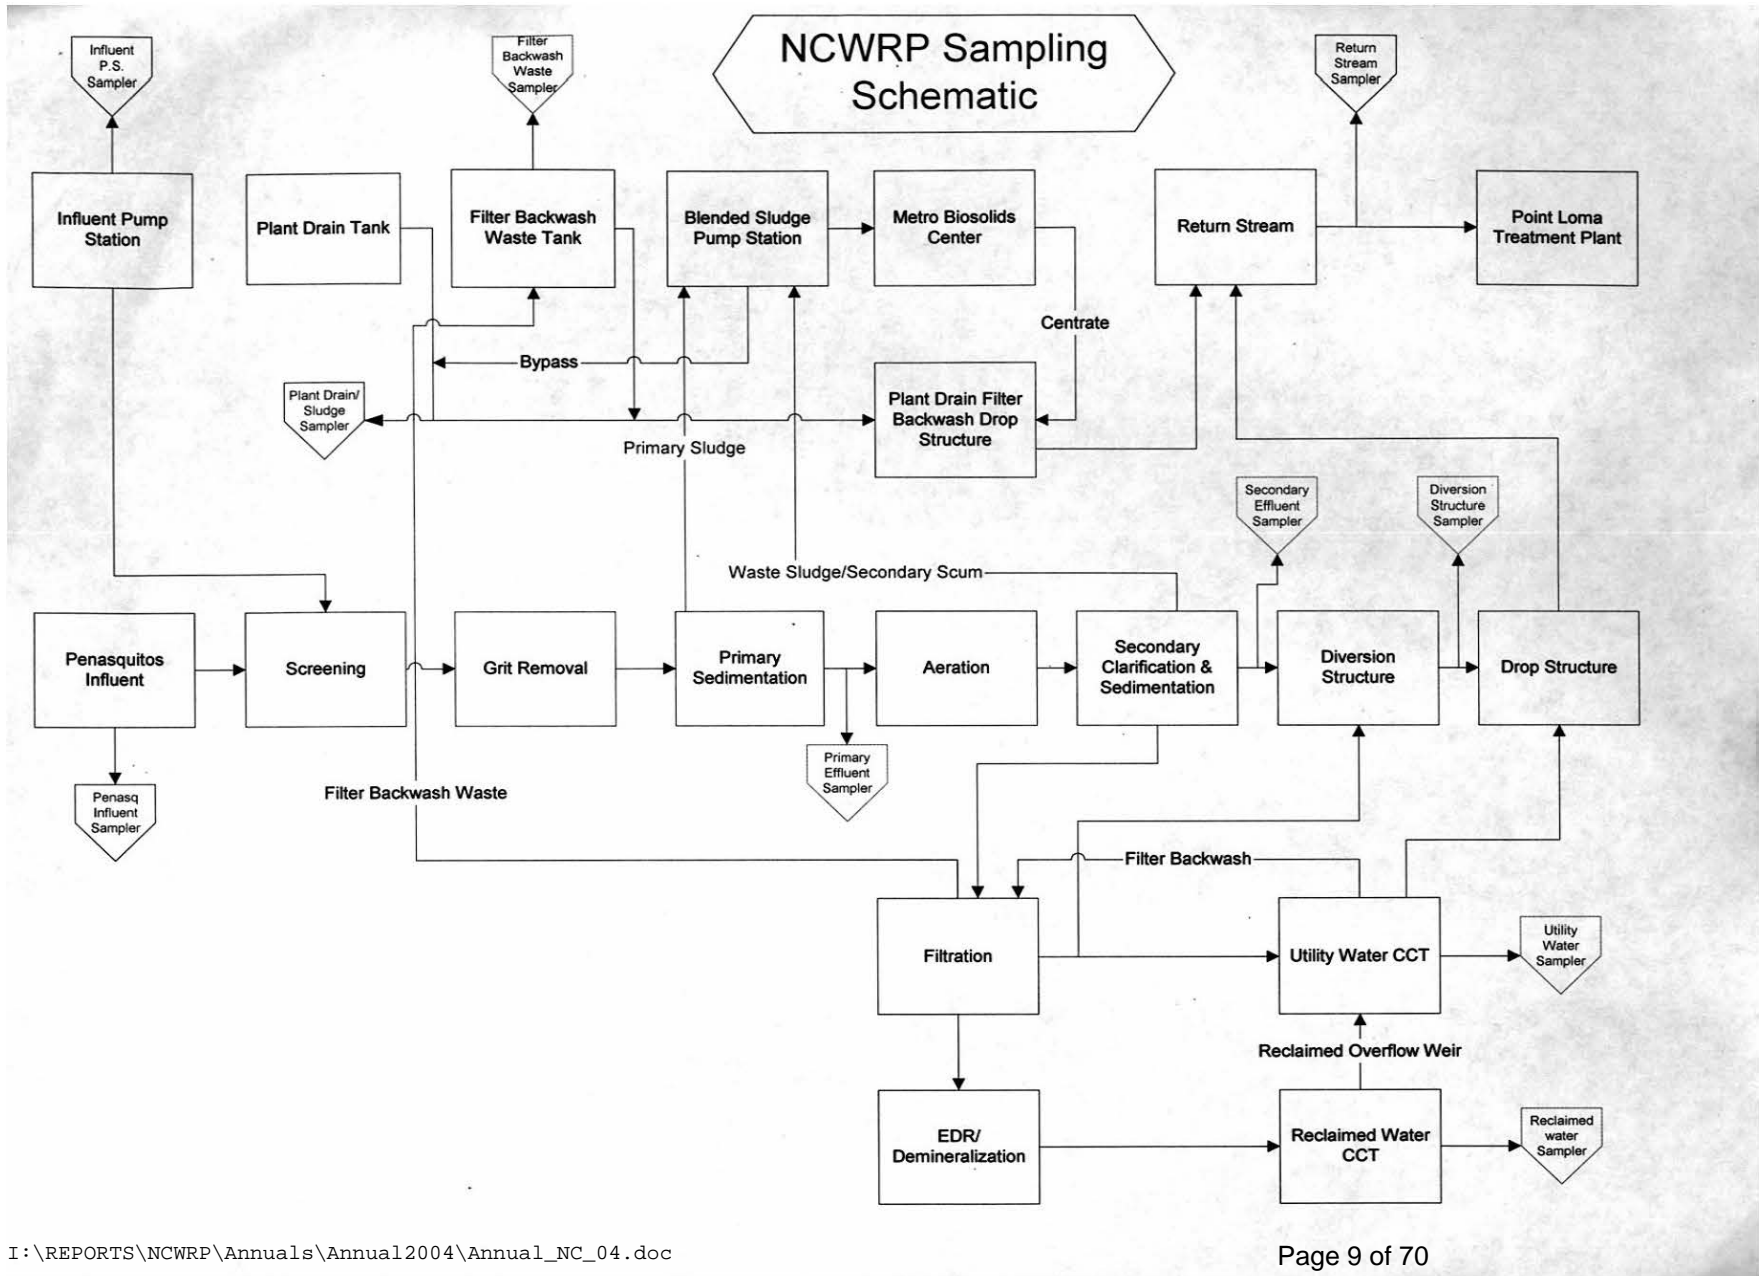 NCWRP Sampling
Schematic
Influent
P.S.
Sampler
Filter
Backwash
Waste
Sampler
Return
Stream
Sampler
Influent Pump
Station
Plant Drain Tank
Filter Backwash
Waste Tank
Blended Sludge
Pump Station
Metro Biosolids
Center
Return Stream
Point Loma
Treatment Plant
Centrate
Bypass
Plant Drain/
Sludge
Sampler
Plant Drain Filter
Backwash Drop
Structure
Primary Sludge
Secondary
Effluent
Sampler
Diversion
Structure
Sampler
Waste Sludge/Secondary Scum
Penasquitos
Influent
Screening
Grit Removal
Primary
Sedimentation
Aeration
Secondary
Clarification &
Sedimentation
Diversion
Structure
Drop Structure
Penasq
Influent
Sampler
Filter Backwash Waste
Primary
Effluent
Sampler
Filter Backwash
Filtration
Utility Water CCT
Utility
Water
Sampler
Reclaimed Overflow Weir
EDR/
Demineralization
Reclaimed Water
CCT
Reclaimed
water
Sampler
I:\REPORTS\NCWRP\Annuals\Annual2004\Annual_NC_04.doc
Page 9 of 70